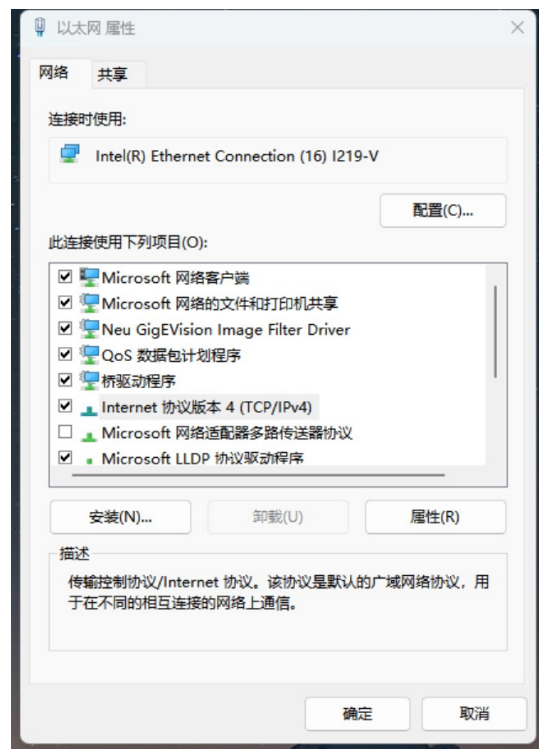 以太网 属性
网络 共享
连接时使用:
Intel(R) Ethernet Connection (16) I219-V
配置(C)...
此连接使用下列项目(O):
Microsoft 网络客户端
Microsoft 网络的文件和打印机共享
Neu GigEVision Image Filter Driver
QoS 数据包计划程序
桥驱动程序
Internet 协议版本 4 (TCP/IPv4)
Microsoft 网络适配器多路传送器协议
Microsoft LLDP 协议驱动程序
安装(N)... 卸载(U) 属性(R)
描述
传输控制协议/Internet 协议。该协议是默认的广域网络协议，用
于在不同的相互连接的网络上通信。
确定 取消